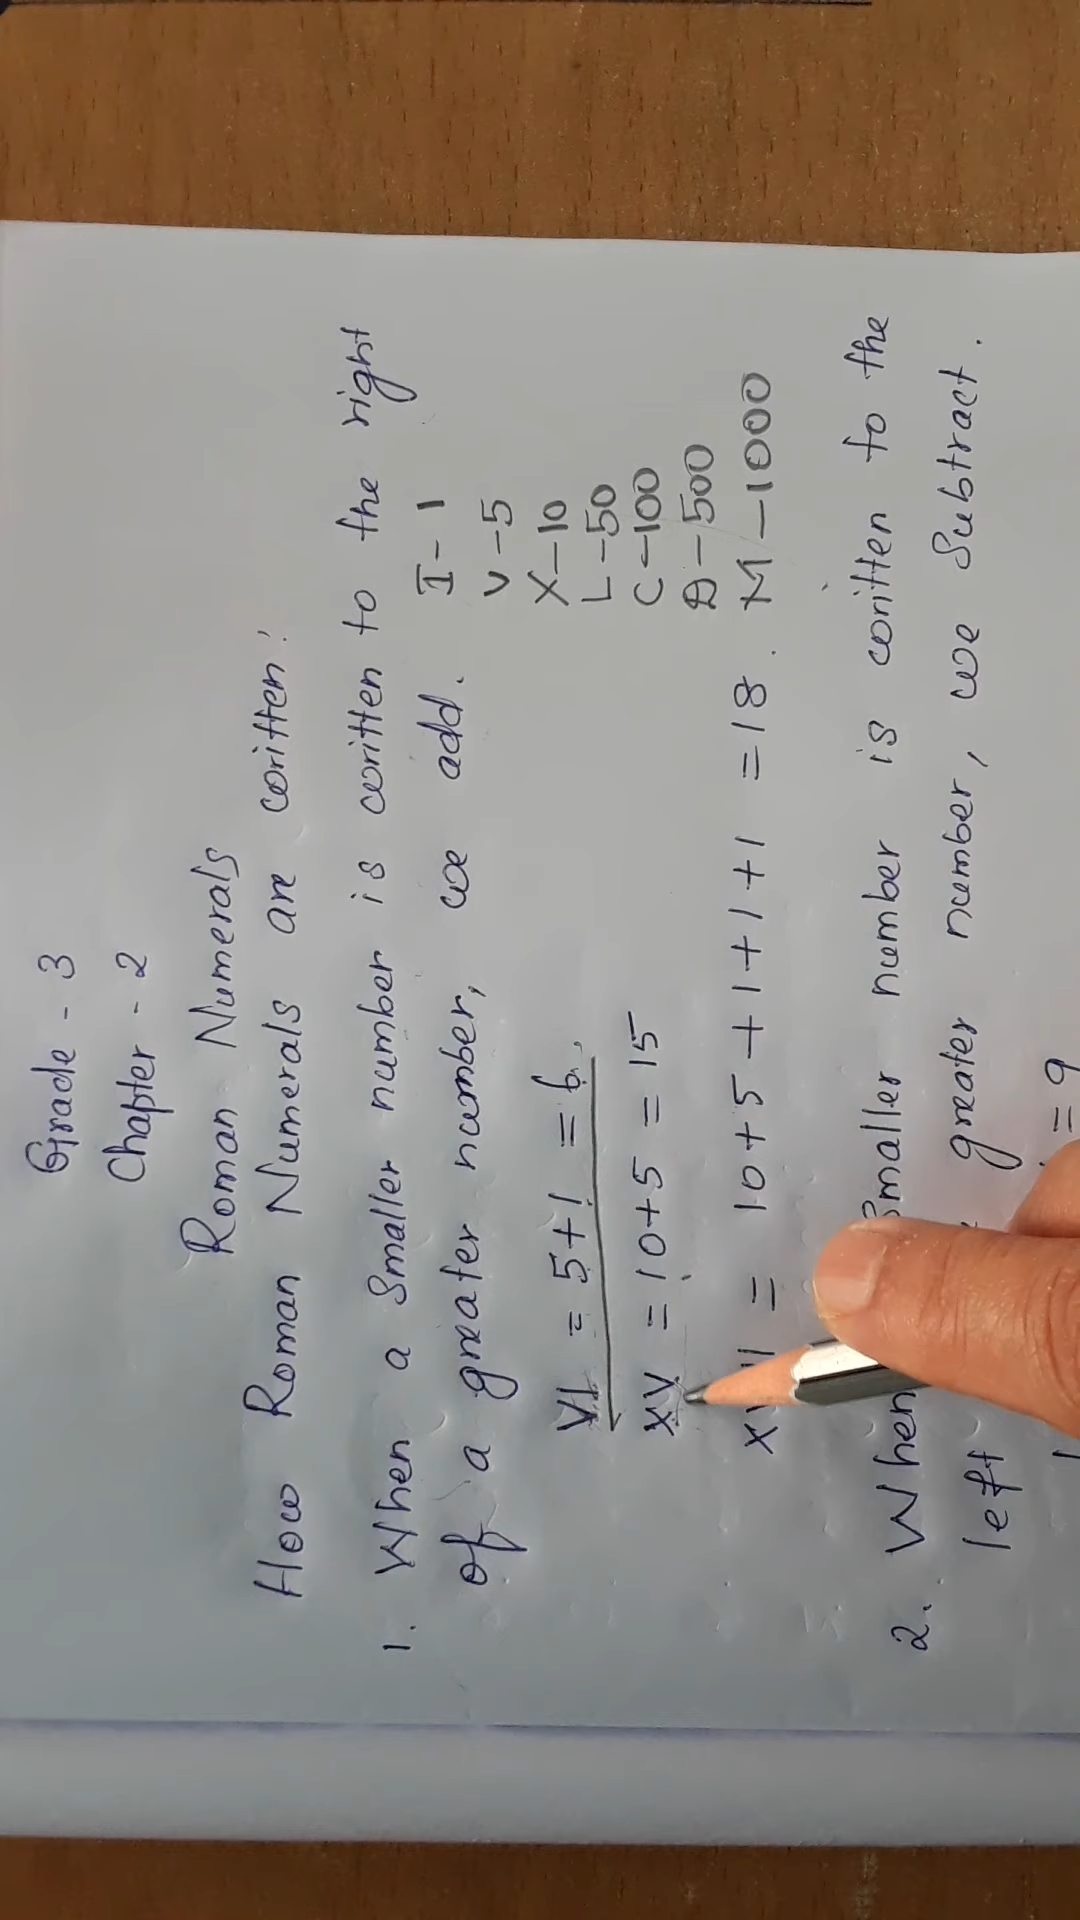 Grade - 3
Chapter - 2
Roman Numerals
How Roman Numerals are written:
1. When a Smaller number is written to the right
of a greater number, we add.
I - 1
V - 5
VI = 5+1 = 6.
X - 10
L - 50
XV = 10+5 = 15
C - 100
D - 500
= 10+5+1+1+1 = 18.
M - 1000
2. When Smaller number is written to the
left greater number, we Subtract.
= 9